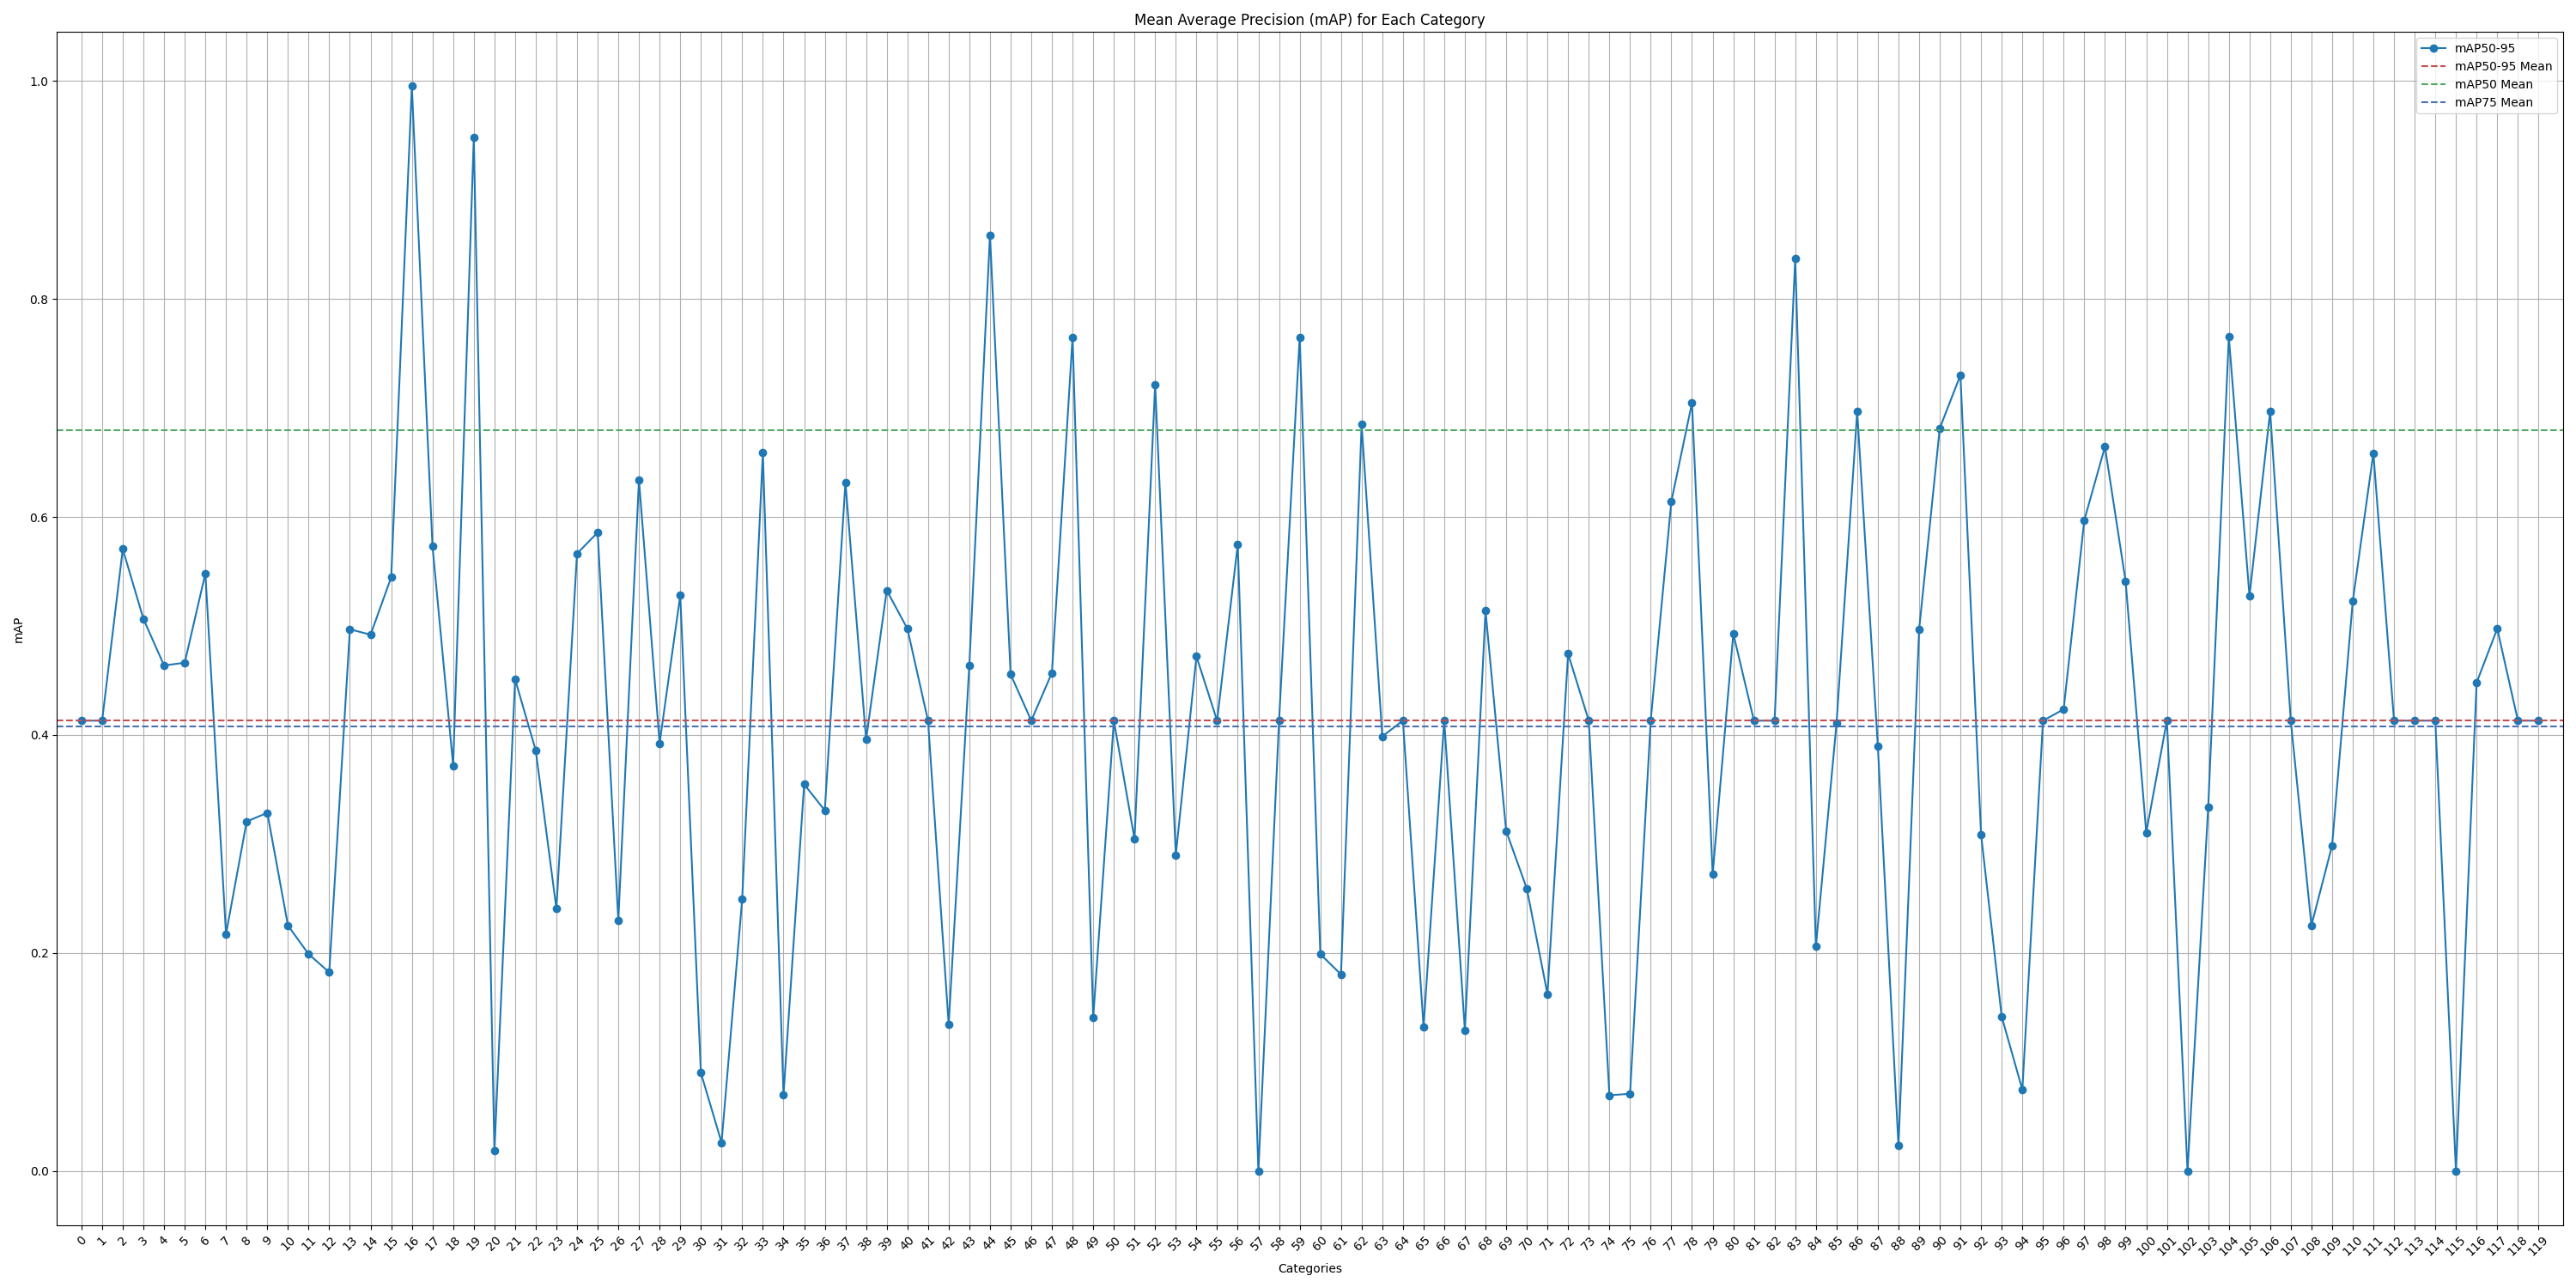 Mean Average Precision (mAP) for Each Category
mAP50-95
mAP50-95 Mean
mAP50 Mean
mAP75 Mean
1.0
0.8
0.6
0.4
0.2
0.0
mAP
0 1 2 3 4 5 6 7 8 9 10 11 12 13 14 15 16 17 18 19 20 21 22 23 24 25 26 27 28 29 30 31 32 33 34 35 36 37 38 39 40 41 42 43 44 45 46 47 48 49 50 51 52 53 54 55 56 57 58 59 60 61 62 63 64 65 66 67 68 69 70 71 72 73 74 75 76 77 78 79 80 81 82 83 84 85 86 87 88 89 90 91 92 93 94 95 96 97 98 99 100 101 102 103 104 105 106 107 108 109 110 111 112 113 114 115 116 117 118 119
Categories